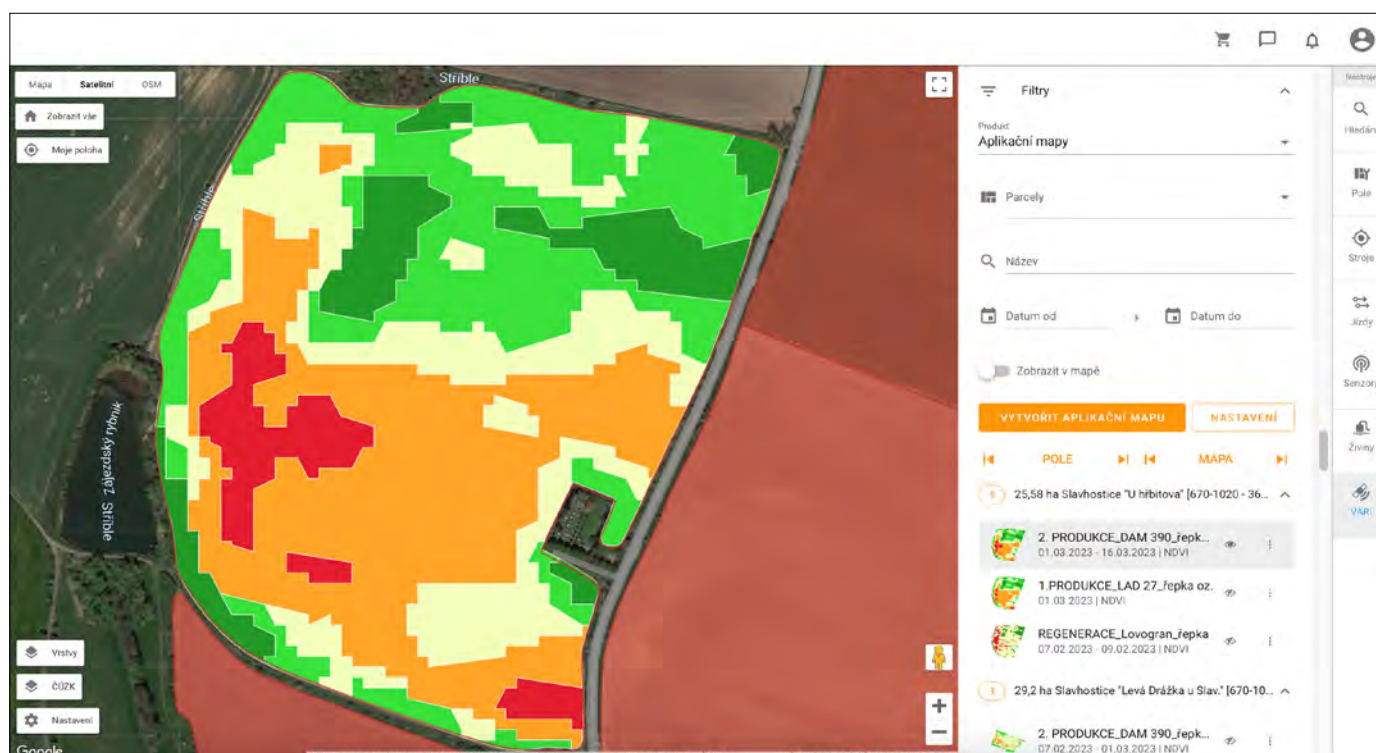 Mapa
Satelitní
OSM
Zobrazit vše
Moje poloha
Stříble
Stříble
Stříble
Zájezdský rybník
Vrstvy
ČÚZK
Nastavení
Google
Filtry
Produkt
Aplikační mapy
Parcely
Název
Datum od
Datum do
Zobrazit v mapě
VYTVOŘIT APLIKAČNÍ MAPU
NASTAVENÍ
POLE
MAPA
25,58 ha Slavhostice "U hřbitova" [670-1020 - 36...
2. PRODUKCE_DAM 390_řepk...
01.03.2023 - 16.03.2023 | NDVI
1.PRODUKCE_LAD 27_řepka oz.
01.03.2023 | NDVI
REGENERACE_Lovogran_řepka
07.02.2023 - 09.02.2023 | NDVI
29,2 ha Slavhostice "Levá Drážka u Slav." [670-10...
2. PRODUKCE_DAM 390_řepk...
07.02.2023 - 01.03.2023 | NDVI
Nástroje
Hledání
Pole
Stroje
Jízdy
Senzory
Živiny
VARI